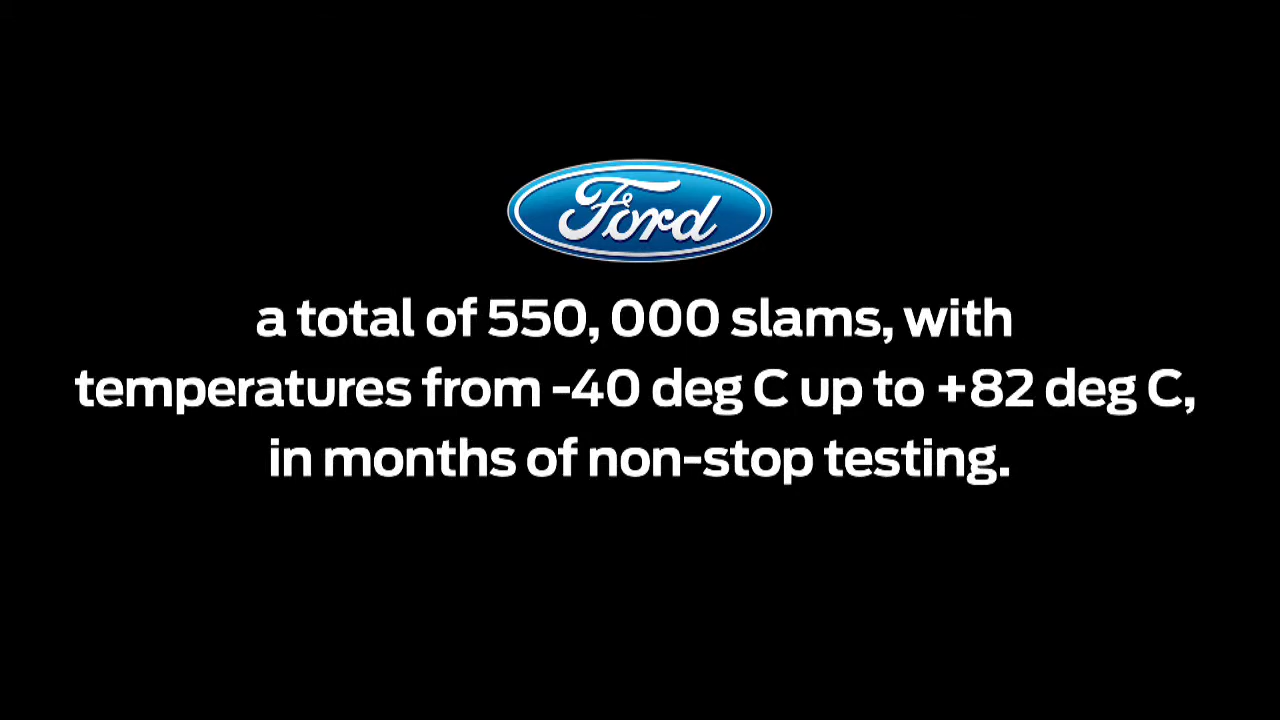 Ford
a total of 550, 000 slams, with
temperatures from -40 deg C up to +82 deg C,
in months of non-stop testing.